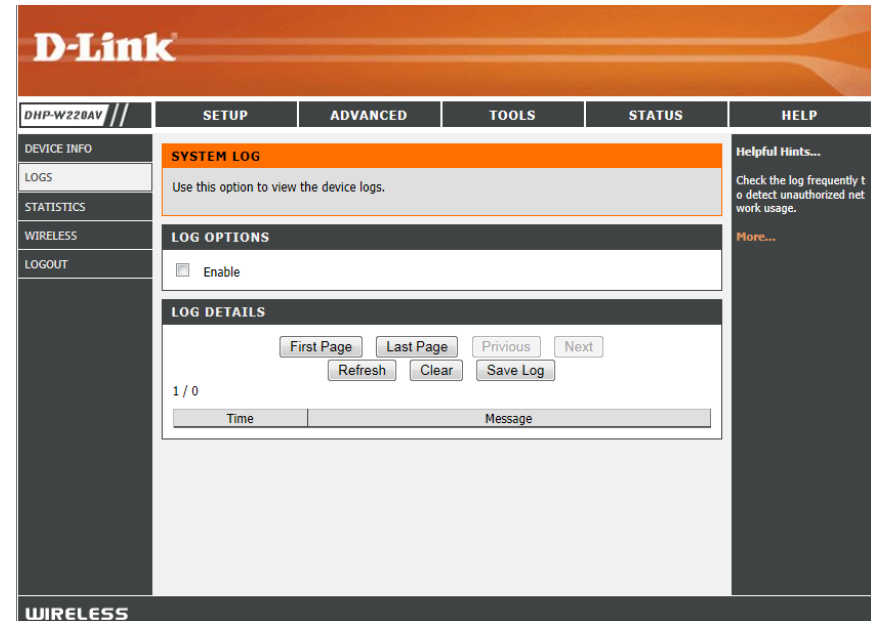 D-Link
DHP-W220AV
SETUP
ADVANCED
TOOLS
STATUS
HELP
DEVICE INFO
LOGS
STATISTICS
WIRELESS
LOGOUT
SYSTEM LOG
Use this option to view the device logs.
LOG OPTIONS
Enable
LOG DETAILS
First Page
Last Page
Privious
Next
Refresh
Clear
Save Log
1 / 0
Time
Message
Helpful Hints...
Check the log frequently t
o detect unauthorized net
work usage.
More...
WIRELESS